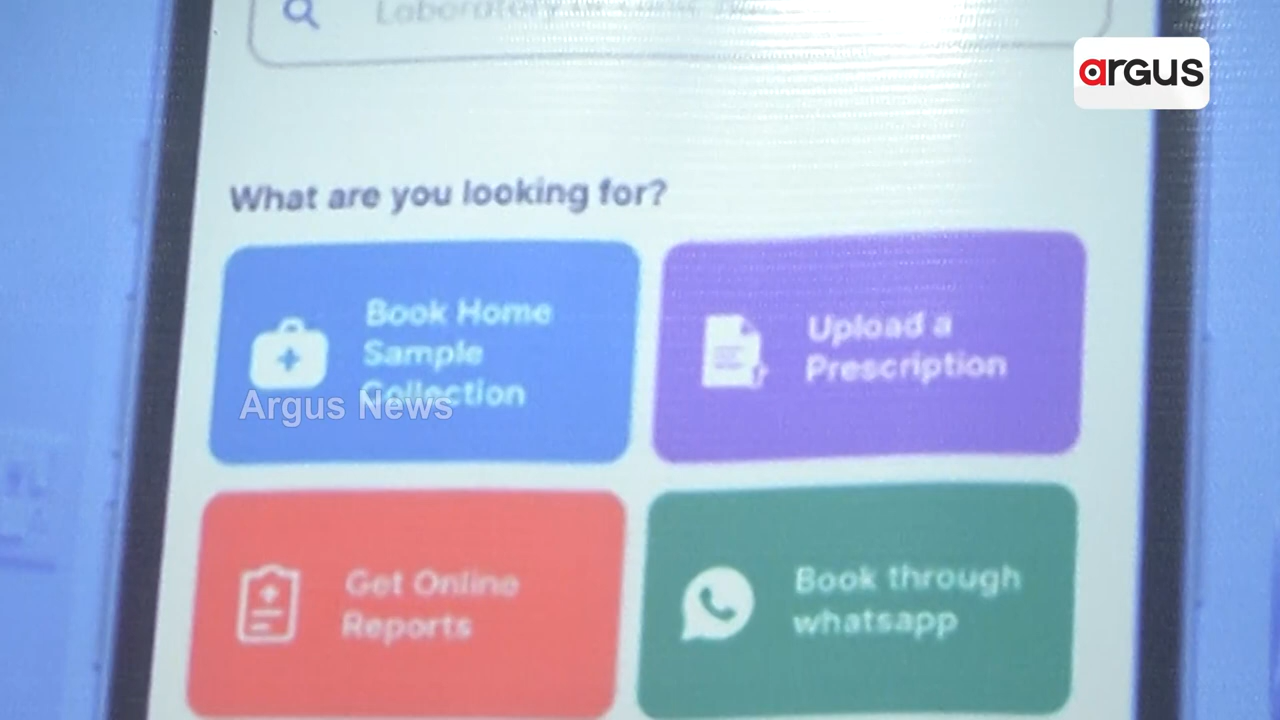 Laboratory
argus
What are you looking for?
Book Home
Sample
Collection
Upload a
Prescription
Argus News
Get Online
Reports
Book through
whatsapp